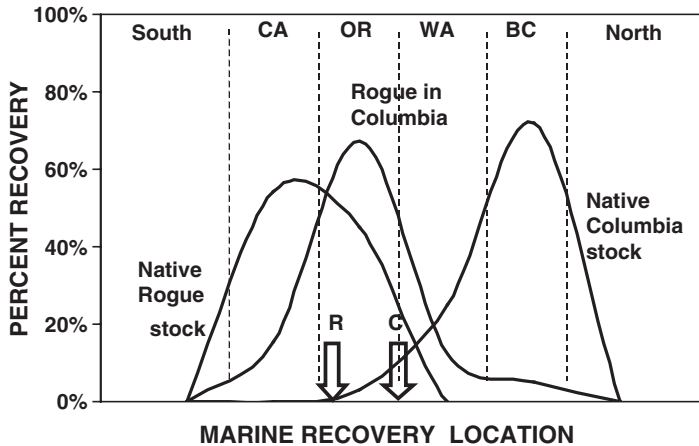 100%
80%
60%
40%
20%
0%
PERCENT RECOVERY
South CA OR WA BC North
Rogue in
Columbia
Native
Columbia
stock
Native
Rogue
stock
R C
MARINE RECOVERY LOCATION